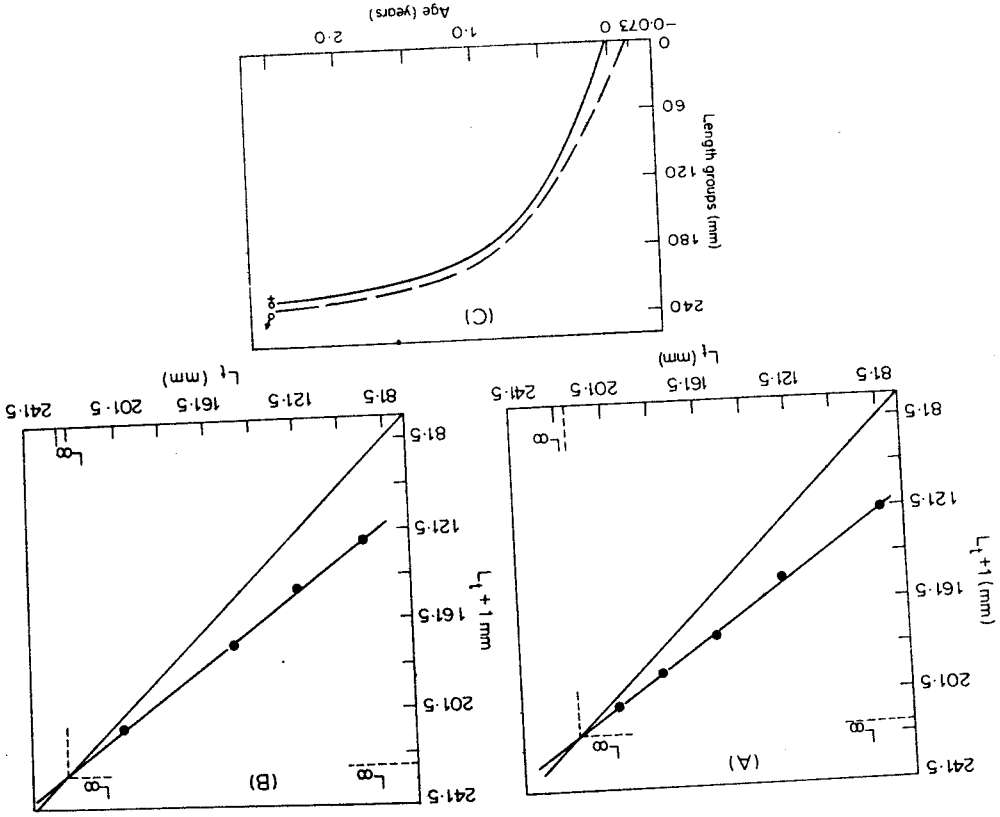 (A)
L∞
L∞
L∞
241·5
201·5
161·5
121·5
81·5
Lt +1 (mm)
81·5 121·5 161·5 201·5 241·5
Lt (mm)
(B)
L∞
L∞
L∞
241·5
201·5
161·5
121·5
81·5
Lt + 1 mm
81·5 121·5 161·5 201·5 241·5
Lt (mm)
(C)
♂
♀
240
180
120
60
0
Length groups (mm)
-0·073 0 1·0 2·0
Age (years)